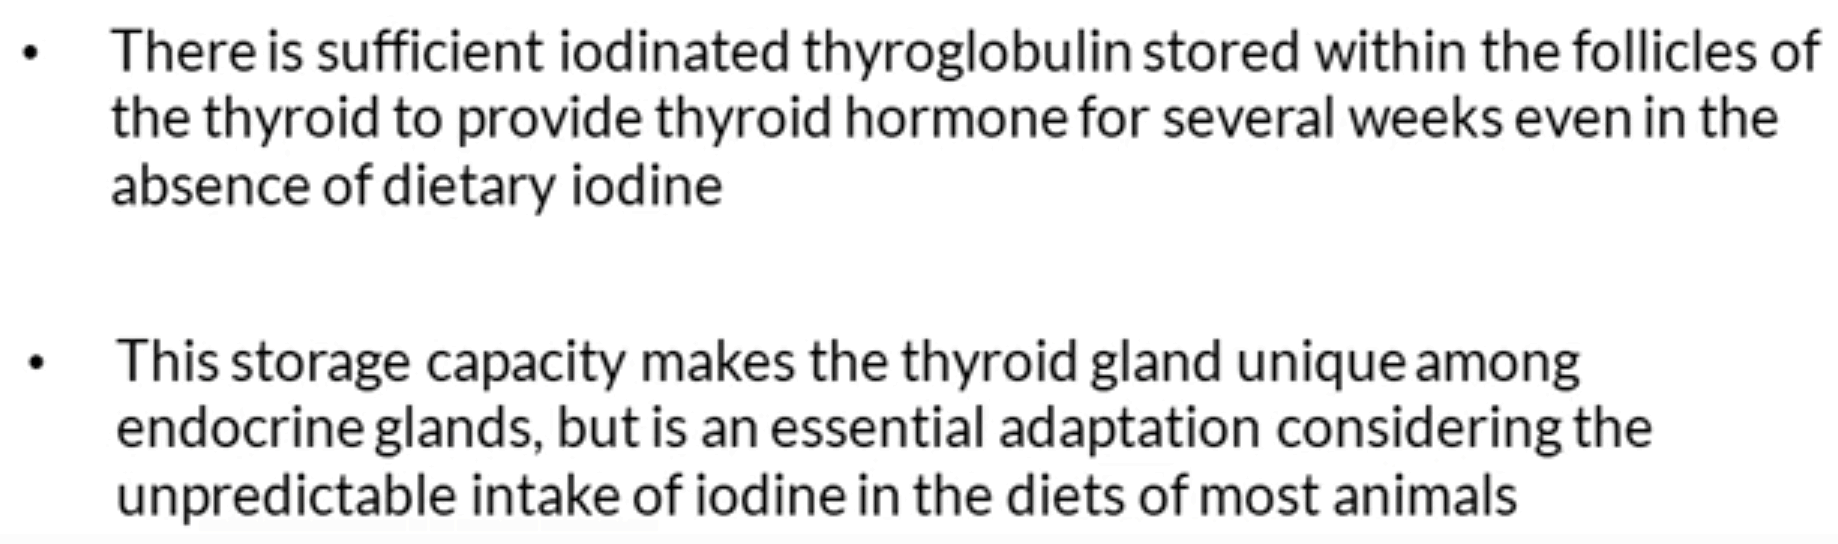 • There is sufficient iodinated thyroglobulin stored within the follicles of
the thyroid to provide thyroid hormone for several weeks even in the
absence of dietary iodine
• This storage capacity makes the thyroid gland unique among
endocrine glands, but is an essential adaptation considering the
unpredictable intake of iodine in the diets of most animals